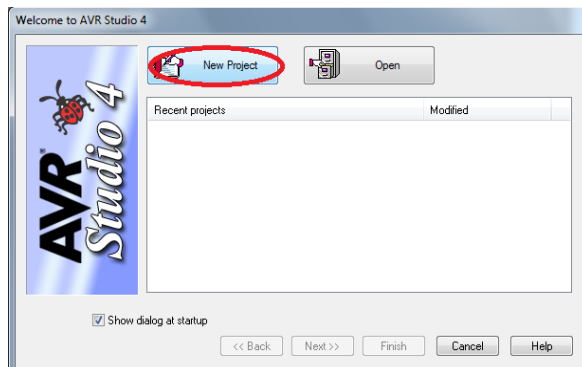 Welcome to AVR Studio 4
New Project
Open
Recent projects
Modified
AVR®
Studio 4
Show dialog at startup
<< Back
Next >>
Finish
Cancel
Help